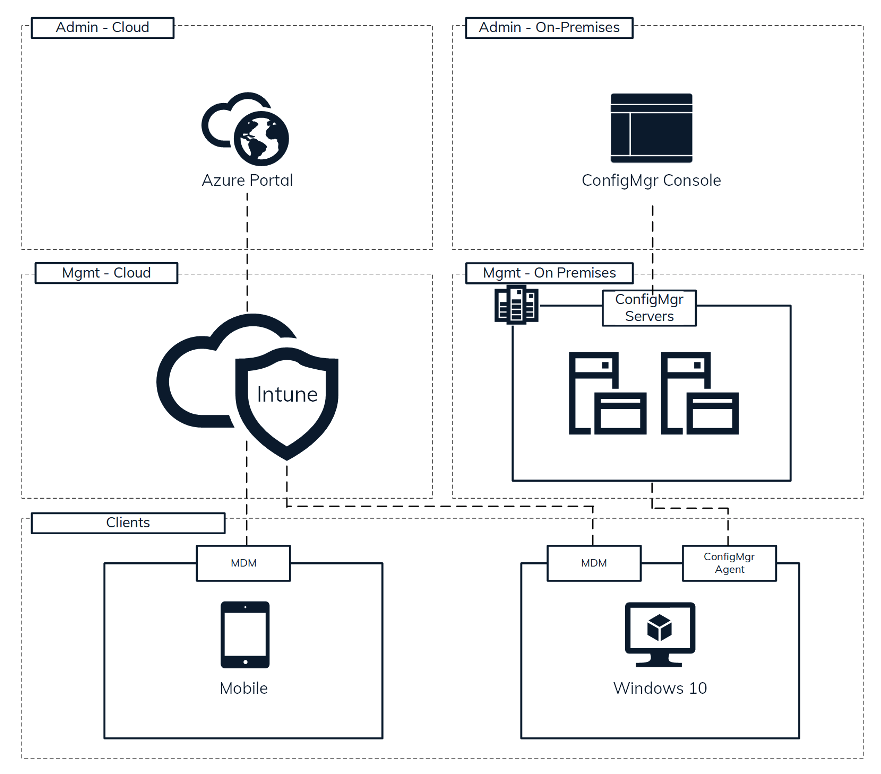 Admin - Cloud
Admin - On-Premises
Azure Portal
ConfigMgr Console
Mgmt - Cloud
Mgmt - On Premises
ConfigMgr
Servers
Intune
Clients
MDM
MDM
ConfigMgr
Agent
Mobile
Windows 10